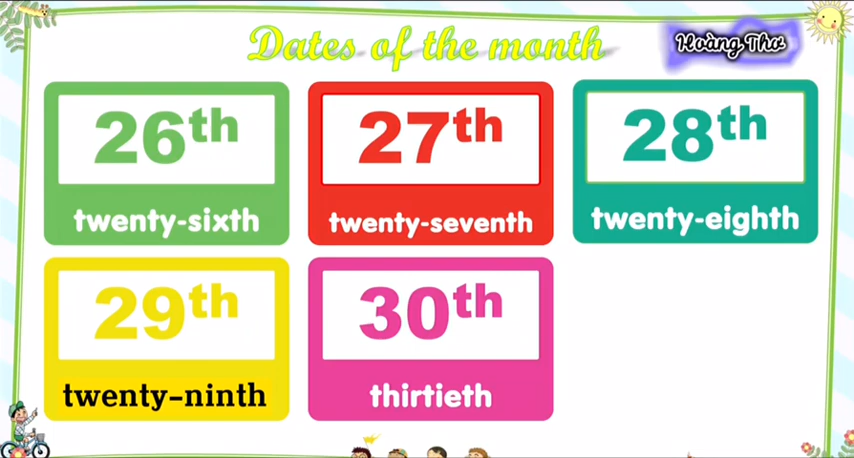 Dates of the month
Hoàng Thơ
26th
27th
28th
twenty-sixth
twenty-seventh
twenty-eighth
29th
30th
twenty-ninth
thirtieth